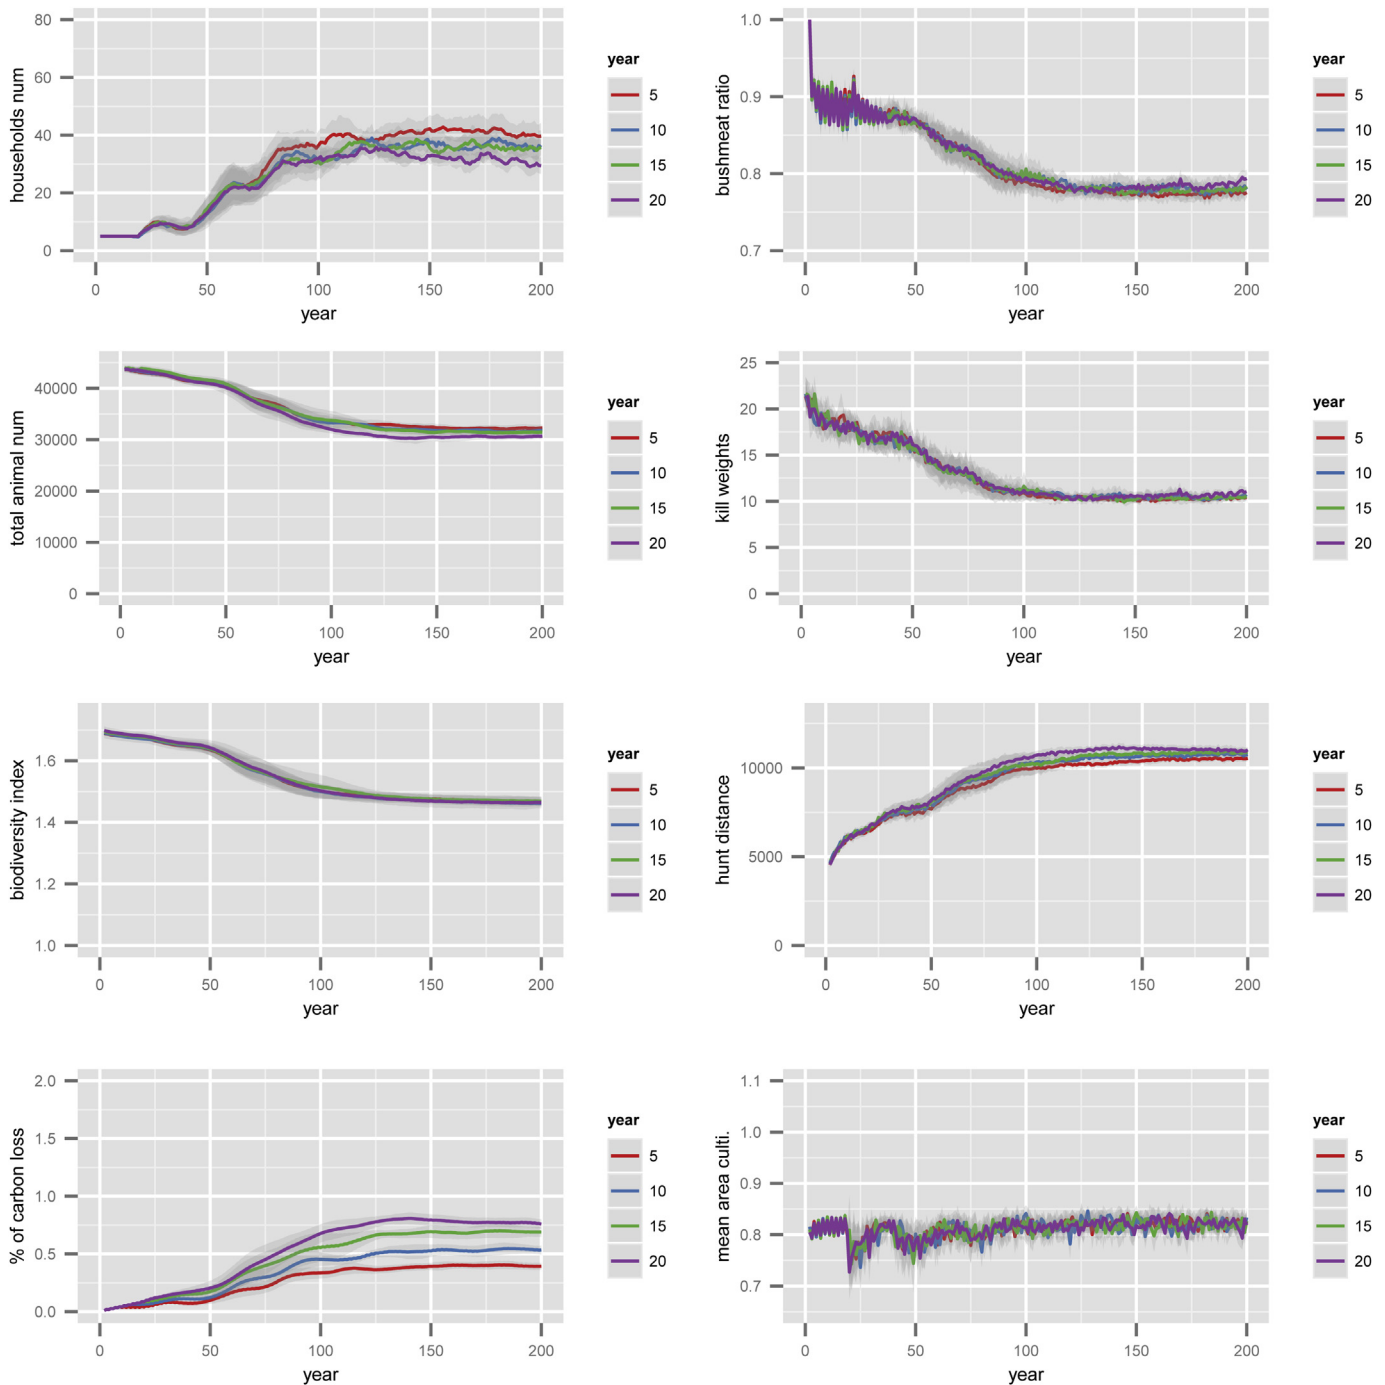 households num
80
60
40
20
0
0 50 100 150 200
year
year
5
10
15
20
bushmeat ratio
1.0
0.9
0.8
0.7
0 50 100 150 200
year
year
5
10
15
20
total animal num
40000
30000
20000
10000
0
0 50 100 150 200
year
year
5
10
15
20
kill weights
25
20
15
10
5
0
0 50 100 150 200
year
year
5
10
15
20
biodiversity index
1.6
1.4
1.2
1.0
0 50 100 150 200
year
year
5
10
15
20
hunt distance
10000
5000
0
0 50 100 150 200
year
year
5
10
15
20
% of carbon loss
2.0
1.5
1.0
0.5
0.0
0 50 100 150 200
year
year
5
10
15
20
mean area culti.
1.1
1.0
0.9
0.8
0.7
0 50 100 150 200
year
year
5
10
15
20